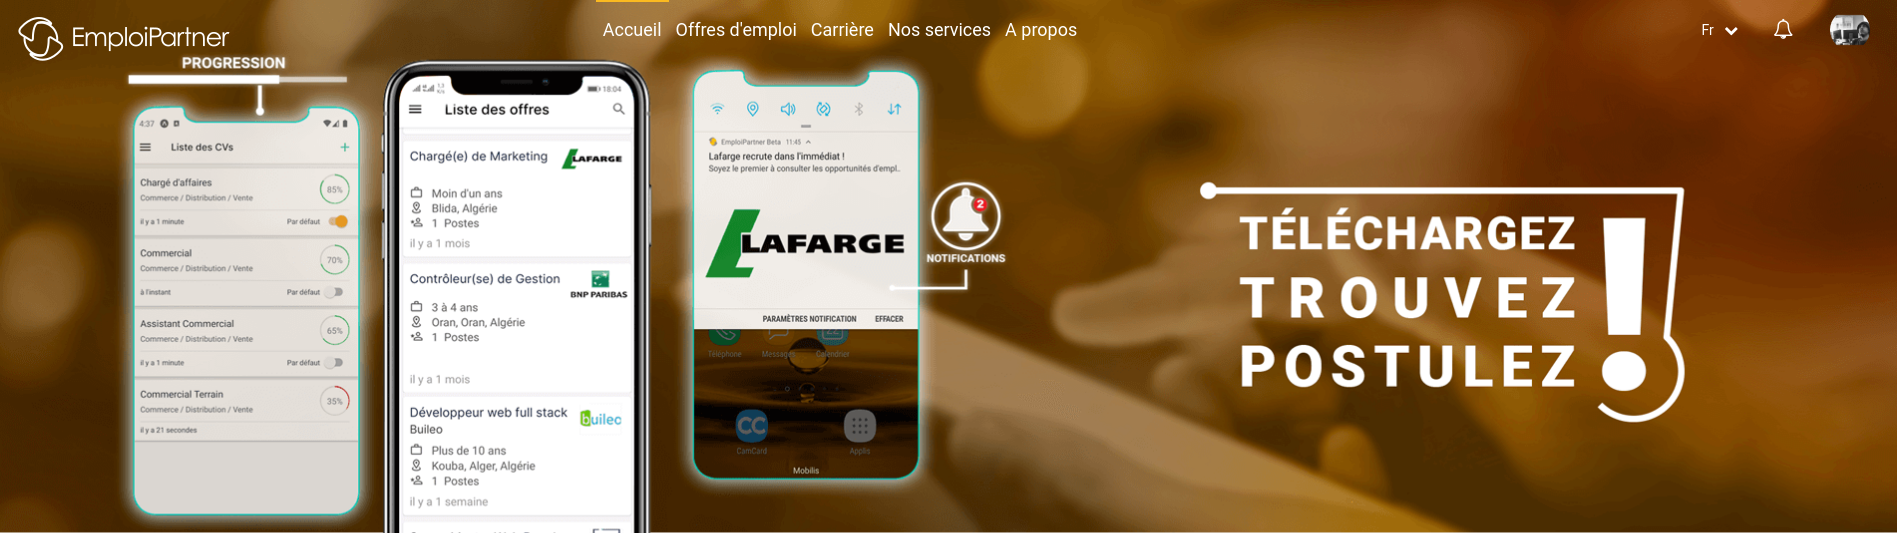 EmploiPartner
Accueil Offres d'emploi Carrière Nos services A propos
Fr
PROGRESSION
4:37
Liste des CVs
+
Chargé d'affaires
Commerce / Distribution / Vente
85%
il y a 1 minute Par défaut
Commercial
Commerce / Distribution / Vente
70%
à l'instant Par défaut
Assistant Commercial
Commerce / Distribution / Vente
65%
il y a 1 minute Par défaut
Commercial Terrain
Commerce / Distribution / Vente
35%
il y a 21 secondes
18:04
Liste des offres
Chargé(e) de Marketing
LAFARGE
Moin d'un ans
Blida, Algérie
1 Postes
il y a 1 mois
Contrôleur(se) de Gestion
BNP PARIBAS
3 à 4 ans
Oran, Oran, Algérie
1 Postes
il y a 1 mois
Développeur web full stack
Buileo
builec
Plus de 10 ans
Kouba, Alger, Algérie
1 Postes
il y a 1 semaine
EmploiPartner Beta 11:45
Lafarge recrute dans l'immédiat !
Soyez le premier à consulter les opportunités d'empl..
LAFARGE
PARAMÈTRES NOTIFICATION EFFACER
Téléphone Messages Calendrier
CC
CamCard Applis
Mobilis
2
NOTIFICATIONS
TÉLÉCHARGEZ
TROUVEZ
POSTULEZ
!